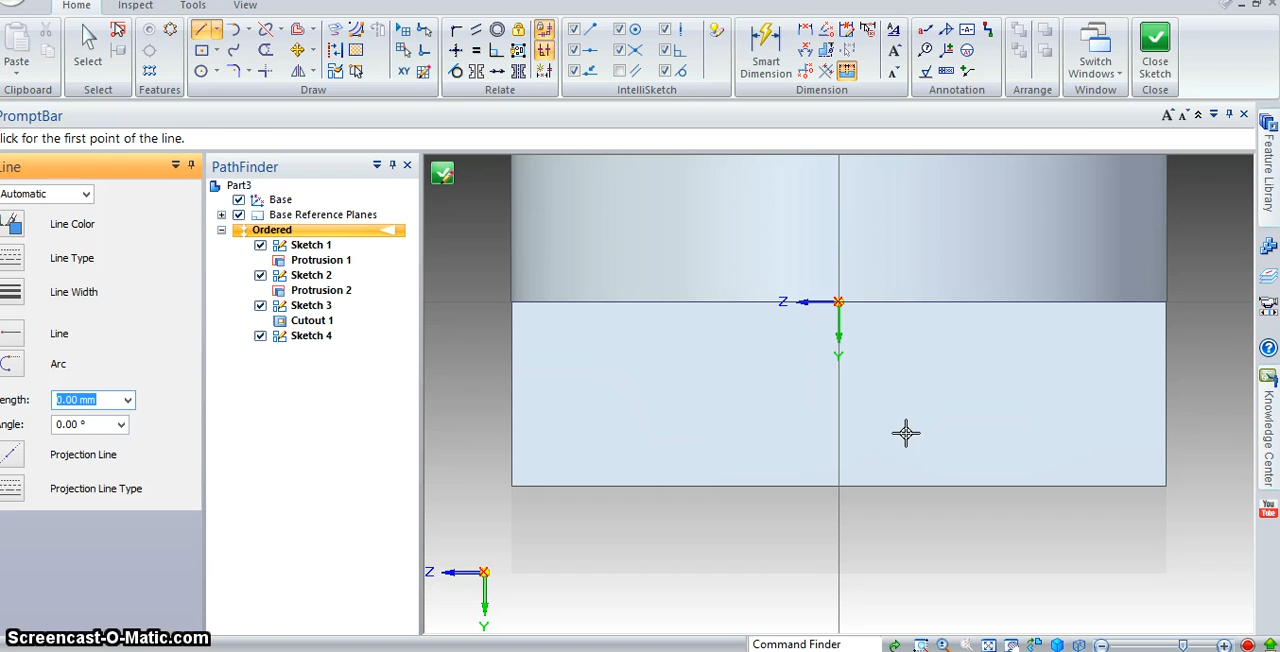 Home Inspect Tools View
Paste
Select
Smart
Dimension
Switch
Windows
Close
Sketch
Clipboard Select Features Draw Relate IntelliSketch Dimension Annotation Arrange Window Close
PromptBar
lick for the first point of the line.
Line
Automatic
Line Color
Line Type
Line Width
Line
Arc
ength: 0.00 mm
Angle: 0.00 °
Projection Line
Projection Line Type
PathFinder
Part3
Base
Base Reference Planes
Ordered
Sketch 1
Protrusion 1
Sketch 2
Protrusion 2
Sketch 3
Cutout 1
Sketch 4
Z
Y
Z
Y
Feature Library
Knowledge Center
You
Tube
Command Finder
Screencast-O-Matic.com